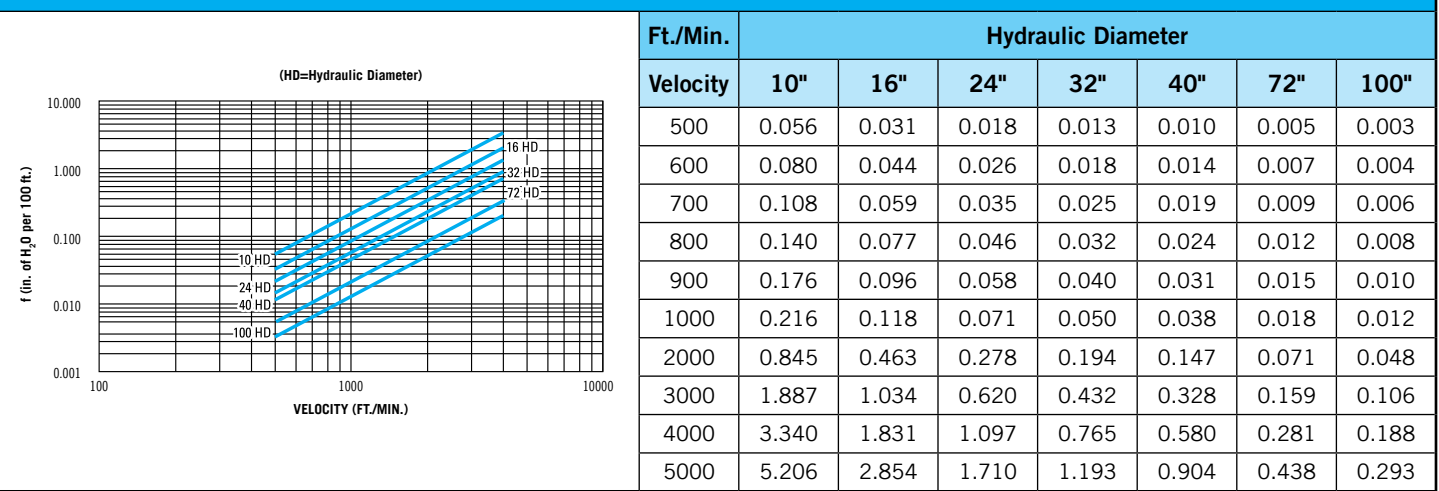 (HD=Hydraulic Diameter)
10.000
1.000
0.100
0.010
0.001
f (in. of H₂0 per 100 ft.)
16 HD
32 HD
72 HD
10 HD
24 HD
40 HD
100 HD
100 1000 10000
VELOCITY (FT./MIN.)
Ft./Min. Hydraulic Diameter
Velocity 10" 16" 24" 32" 40" 72" 100"
500 0.056 0.031 0.018 0.013 0.010 0.005 0.003
600 0.080 0.044 0.026 0.018 0.014 0.007 0.004
700 0.108 0.059 0.035 0.025 0.019 0.009 0.006
800 0.140 0.077 0.046 0.032 0.024 0.012 0.008
900 0.176 0.096 0.058 0.040 0.031 0.015 0.010
1000 0.216 0.118 0.071 0.050 0.038 0.018 0.012
2000 0.845 0.463 0.278 0.194 0.147 0.071 0.048
3000 1.887 1.034 0.620 0.432 0.328 0.159 0.106
4000 3.340 1.831 1.097 0.765 0.580 0.281 0.188
5000 5.206 2.854 1.710 1.193 0.904 0.438 0.293